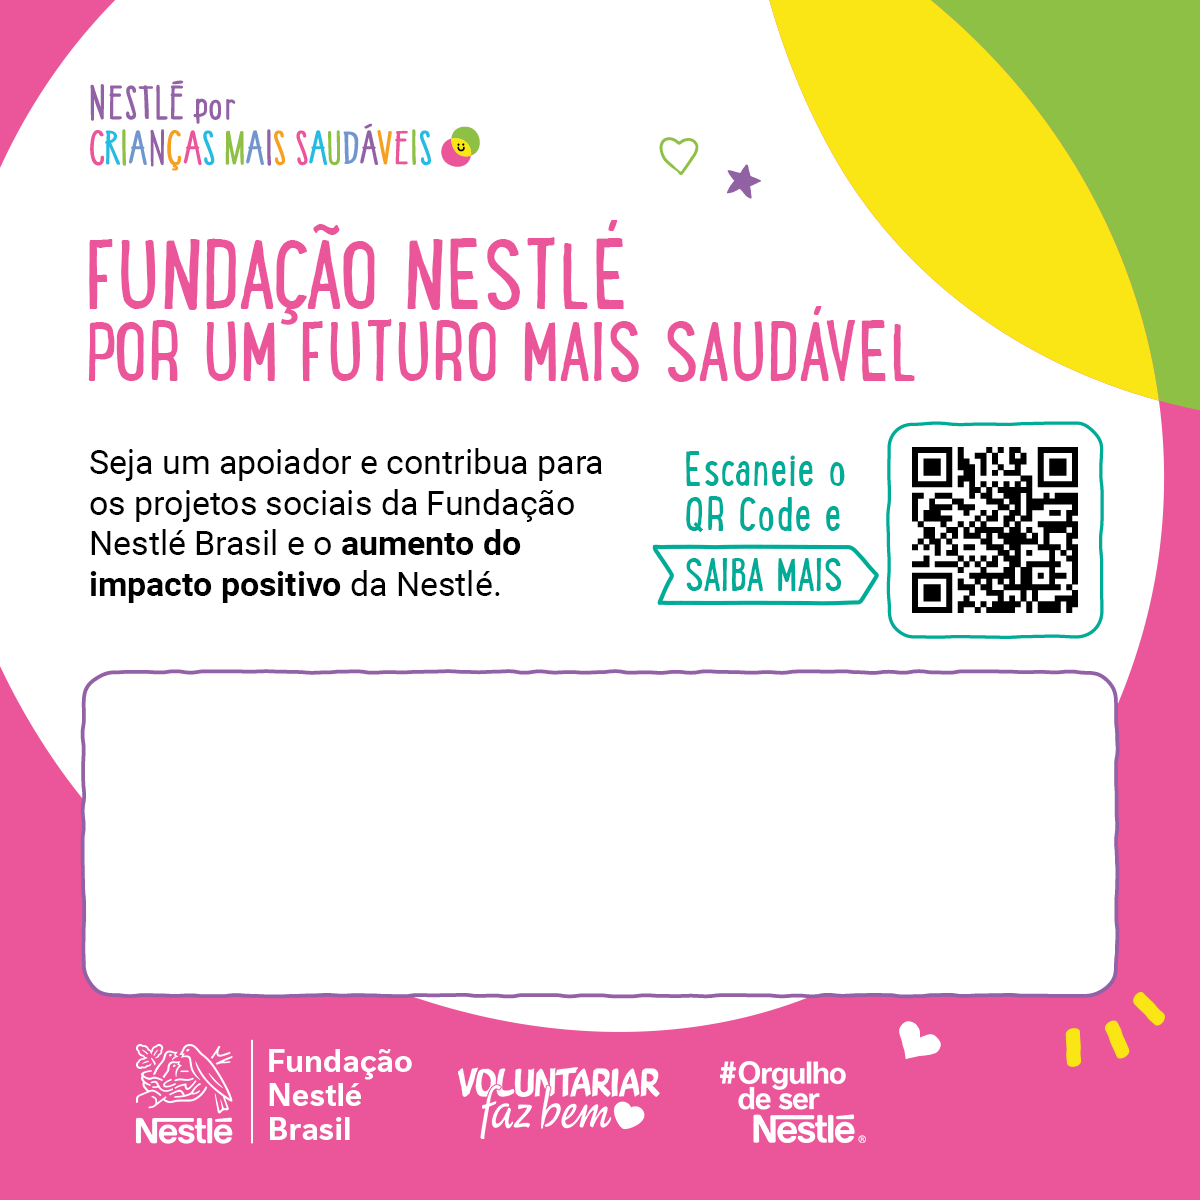 NESTLÉ por
CRIANÇAS MAIS SAUDÁVEIS
FUNDAÇÃO NESTLÉ
POR UM FUTURO MAIS SAUDÁVEL
Seja um apoiador e contribua para
os projetos sociais da Fundação
Nestlé Brasil e o aumento do
impacto positivo da Nestlé.
Escaneie o
QR Code e
SAIBA MAIS
Nestlé
Fundação
Nestlé
Brasil
VOLUNTARIAR
faz bem
#Orgulho
de ser
Nestlé®